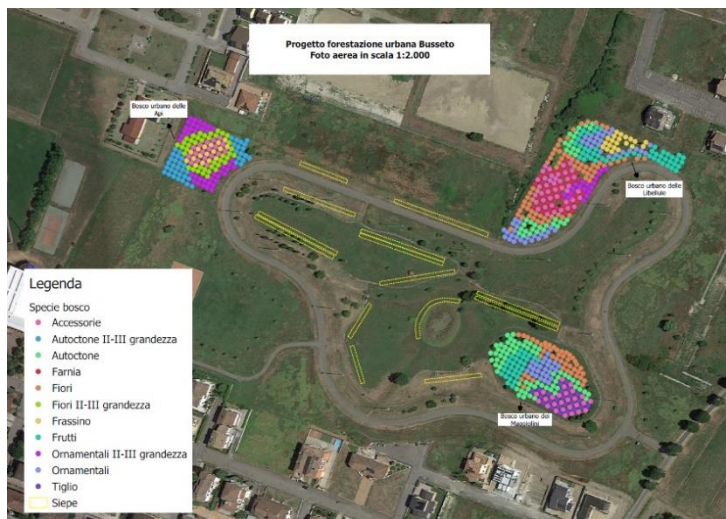 Progetto forestazione urbana Busseto
Foto aerea in scala 1:2.000
Bosco urbano delle
Api
Bosco urbano delle
Libellule
Bosco urbano dei
Maggiolini
Legenda
Specie bosco
Accessorie
Autoctone II-III grandezza
Autoctone
Farnia
Fiori
Fiori II-III grandezza
Frassino
Frutti
Ornamentali II-III grandezza
Ornamentali
Tiglio
Siepe